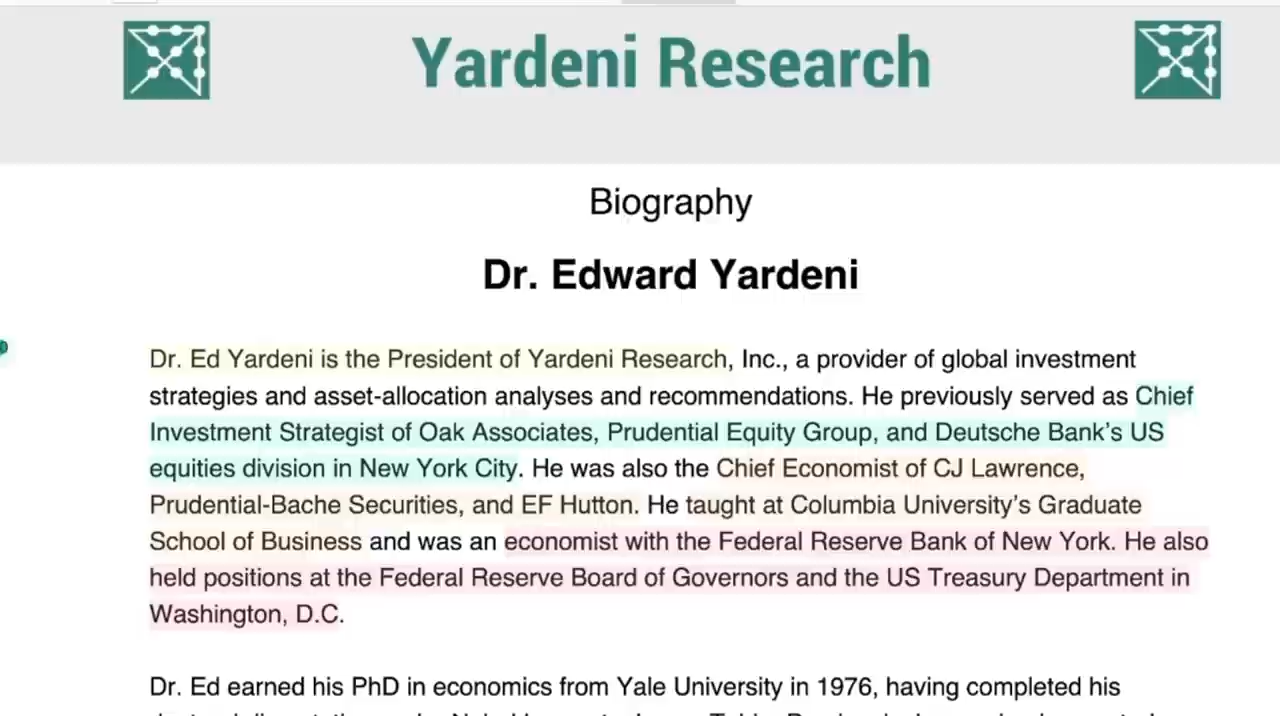 Yardeni Research
Biography
Dr. Edward Yardeni
Dr. Ed Yardeni is the President of Yardeni Research, Inc., a provider of global investment
strategies and asset-allocation analyses and recommendations. He previously served as Chief
Investment Strategist of Oak Associates, Prudential Equity Group, and Deutsche Bank’s US
equities division in New York City. He was also the Chief Economist of CJ Lawrence,
Prudential-Bache Securities, and EF Hutton. He taught at Columbia University’s Graduate
School of Business and was an economist with the Federal Reserve Bank of New York. He also
held positions at the Federal Reserve Board of Governors and the US Treasury Department in
Washington, D.C.
Dr. Ed earned his PhD in economics from Yale University in 1976, having completed his